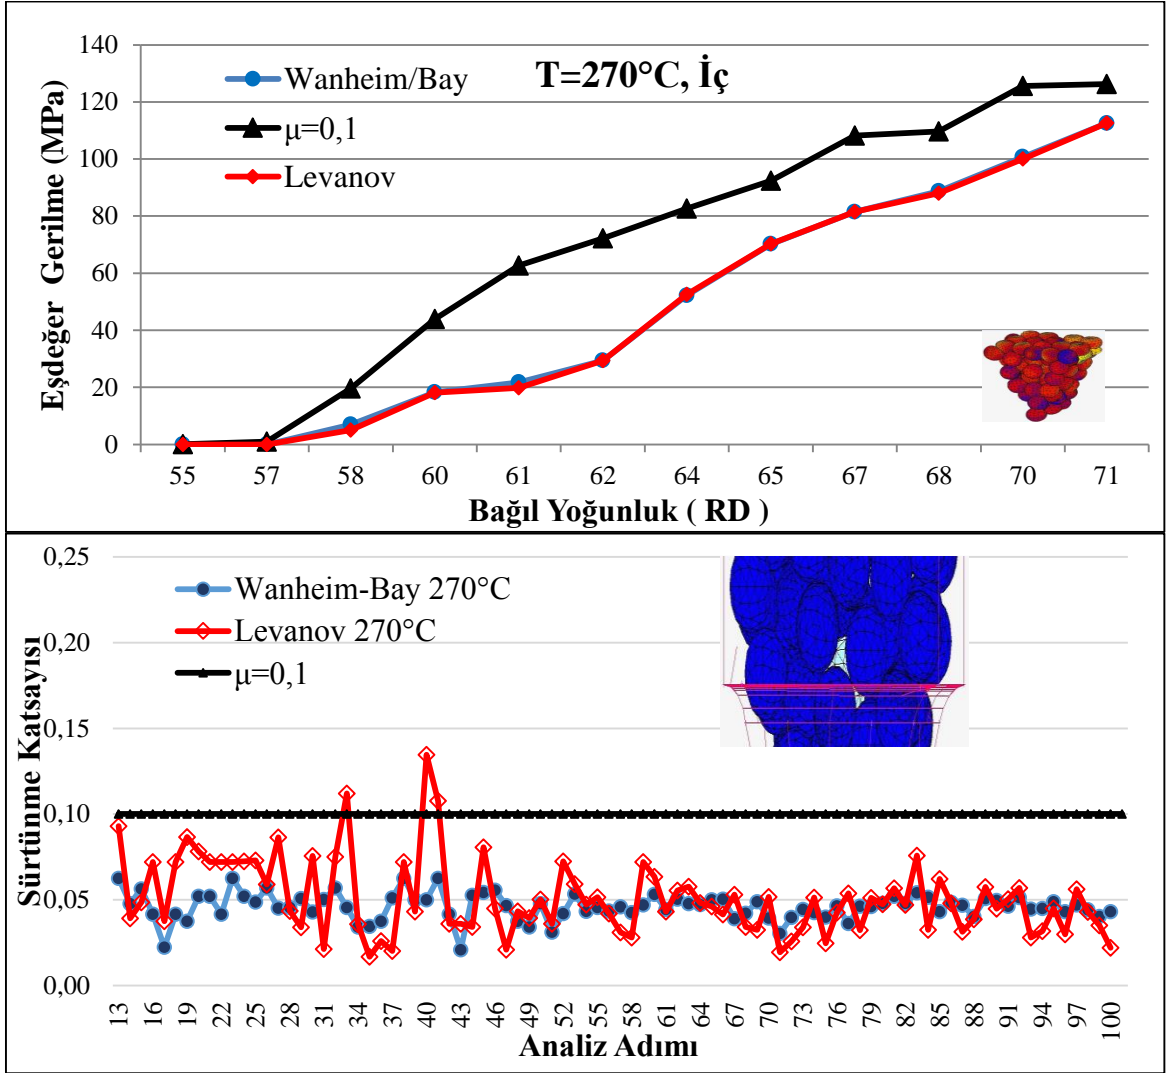 140
120
100
80
60
40
20
0
Eşdeğer Gerilme (MPa)
Wanheim/Bay
μ=0,1
Levanov
T=270°C, İç
55 57 58 60 61 62 64 65 67 68 70 71
Bağıl Yoğunluk ( RD )
0,25
0,20
0,15
0,10
0,05
0,00
Sürtünme Katsayısı
Wanheim-Bay 270°C
Levanov 270°C
μ=0,1
13 16 19 22 25 28 31 34 37 40 43 46 49 52 55 58 61 64 67 70 73 76 79 82 85 88 91 94 97 100
Analiz Adımı